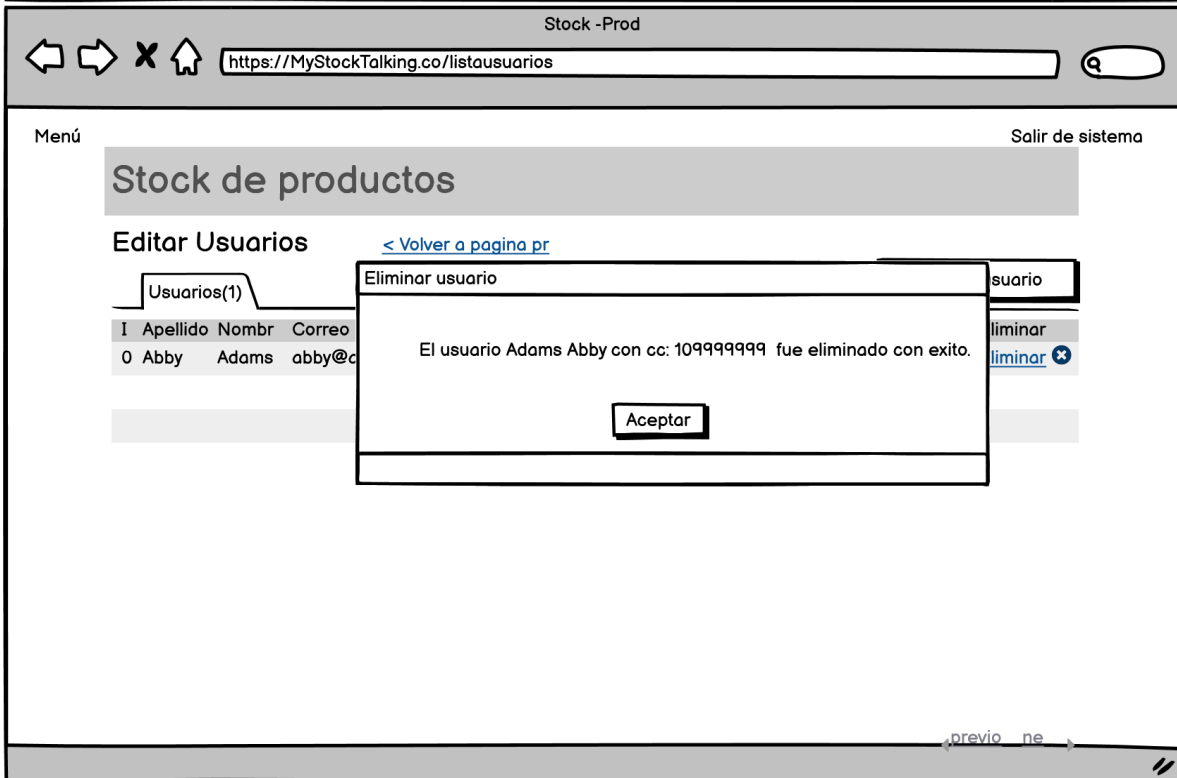 Stock -Prod
https://MyStockTalking.co/listausuarios
Menú
Salir de sistema
Stock de productos
Editar Usuarios
< Volver a pagina pr
Usuarios(1)
Eliminar usuario
suario
I Apellido Nombr Correo
liminar
0 Abby Adams abby@c
El usuario Adams Abby con cc: 109999999 fue eliminado con exito.
liminar
Aceptar
previo ne